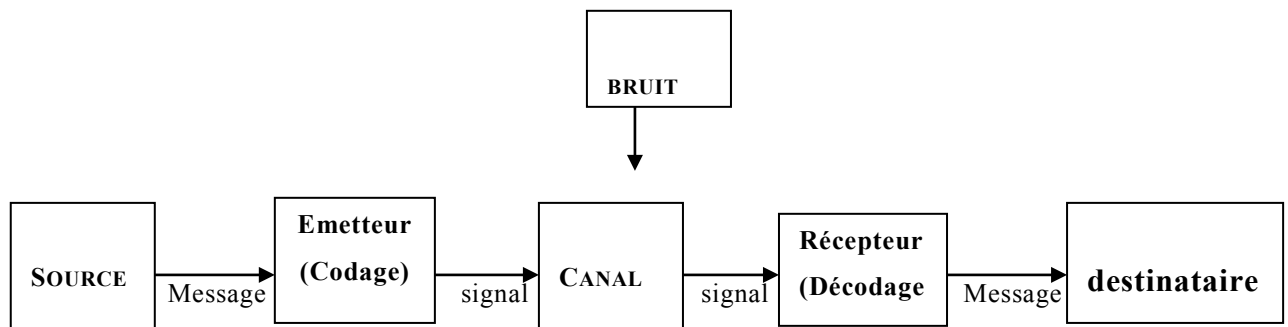 BRUIT
SOURCE
Message
Emetteur
(Codage)
signal
CANAL
signal
Récepteur
(Décodage
Message
destinataire